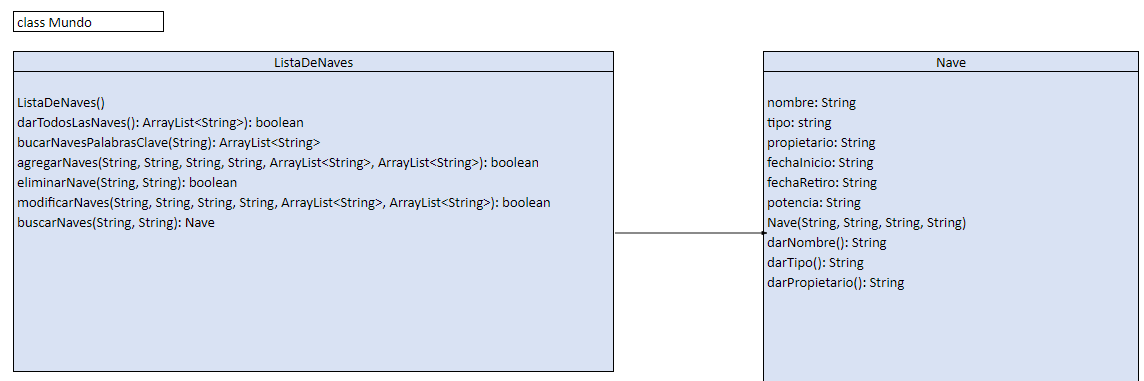 class Mundo
ListaDeNaves
ListaDeNaves()
darTodosLasNaves(): ArrayList<String>): boolean
bucarNavesPalabrasClave(String): ArrayList<String>
agregarNaves(String, String, String, String, ArrayList<String>, ArrayList<String>): boolean
eliminarNave(String, String): boolean
modificarNaves(String, String, String, String, ArrayList<String>, ArrayList<String>): boolean
buscarNaves(String, String): Nave
Nave
nombre: String
tipo: string
propietario: String
fechaInicio: String
fechaRetiro: String
potencia: String
Nave(String, String, String, String)
darNombre(): String
darTipo(): String
darPropietario(): String